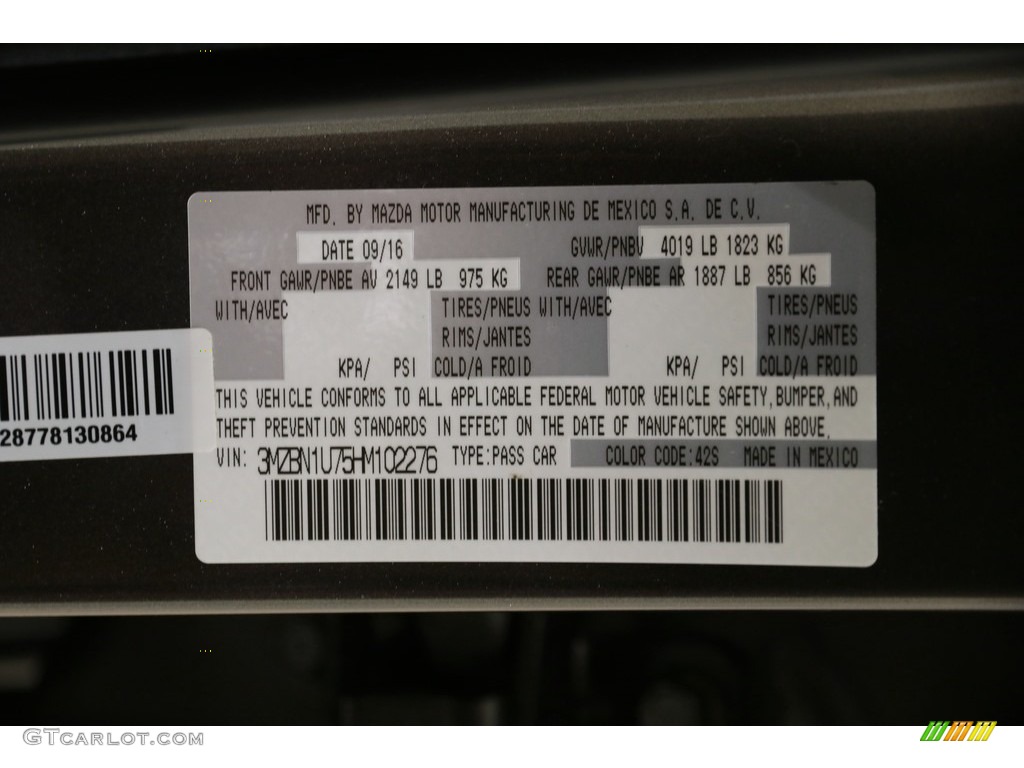 MFD. BY MAZDA MOTOR MANUFACTURING DE MEXICO S.A. DE C.V.
DATE 09/16 GVWR/PNBV 4019 LB 1823 KG
FRONT GAWR/PNBE AV 2149 LB 975 KG REAR GAWR/PNBE AR 1887 LB 856 KG
WITH/AVEC TIRES/PNEUS WITH/AVEC TIRES/PNEUS
RIMS/JANTES RIMS/JANTES
KPA/ PSI COLD/A FROID KPA/ PSI COLD/A FROID
THIS VEHICLE CONFORMS TO ALL APPLICABLE FEDERAL MOTOR VEHICLE SAFETY, BUMPER, AND
THEFT PREVENTION STANDARDS IN EFFECT ON THE DATE OF MANUFACTURE SHOWN ABOVE.
VIN: 3MZBN1U75HM102276 TYPE:PASS CAR COLOR CODE:42S MADE IN MEXICO
28778130864
GTCARLOT.COM